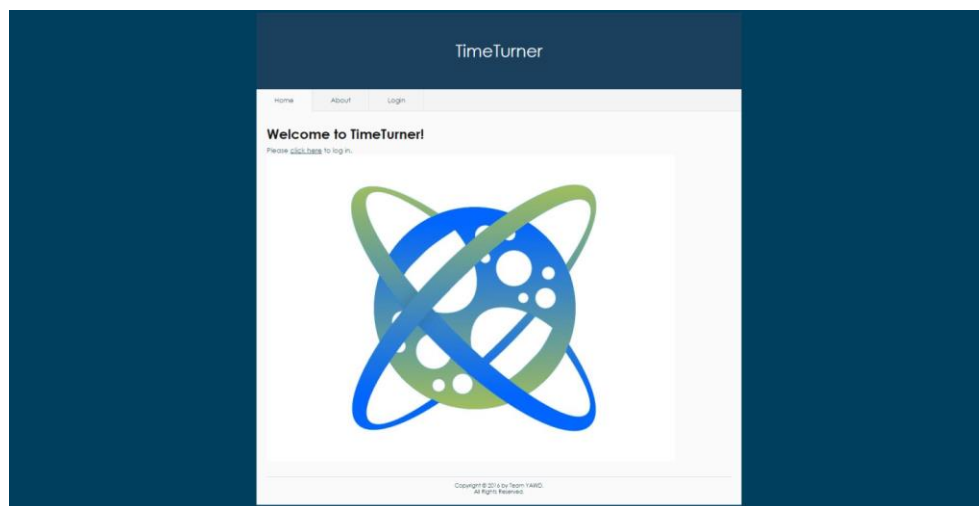 TimeTurner
Home About Login
Welcome to TimeTurner!
Please click here to log in.
Copyright © 2016 by Team YAWD.
All Rights Reserved.